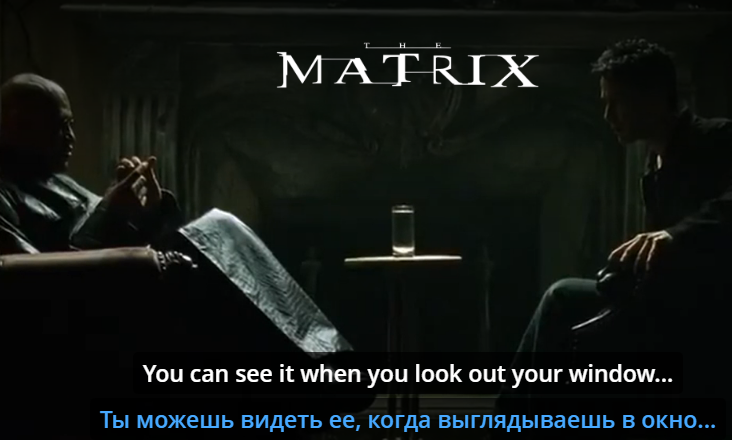 THE
MATRIX
You can see it when you look out your window...
Ты можешь видеть ее, когда выглядываешь в окно...